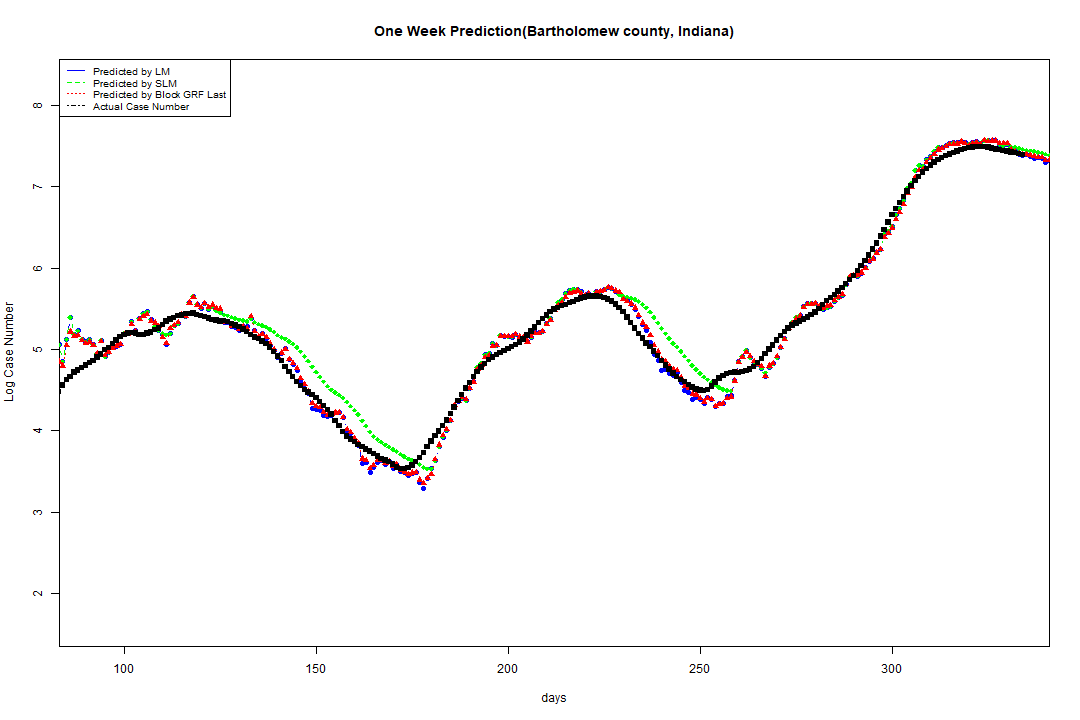 One Week Prediction(Bartholomew county, Indiana)
Predicted by LM
Predicted by SLM
Predicted by Block GRF Last
Actual Case Number
8
7
6
5
4
3
2
Log Case Number
100 150 200 250 300
days